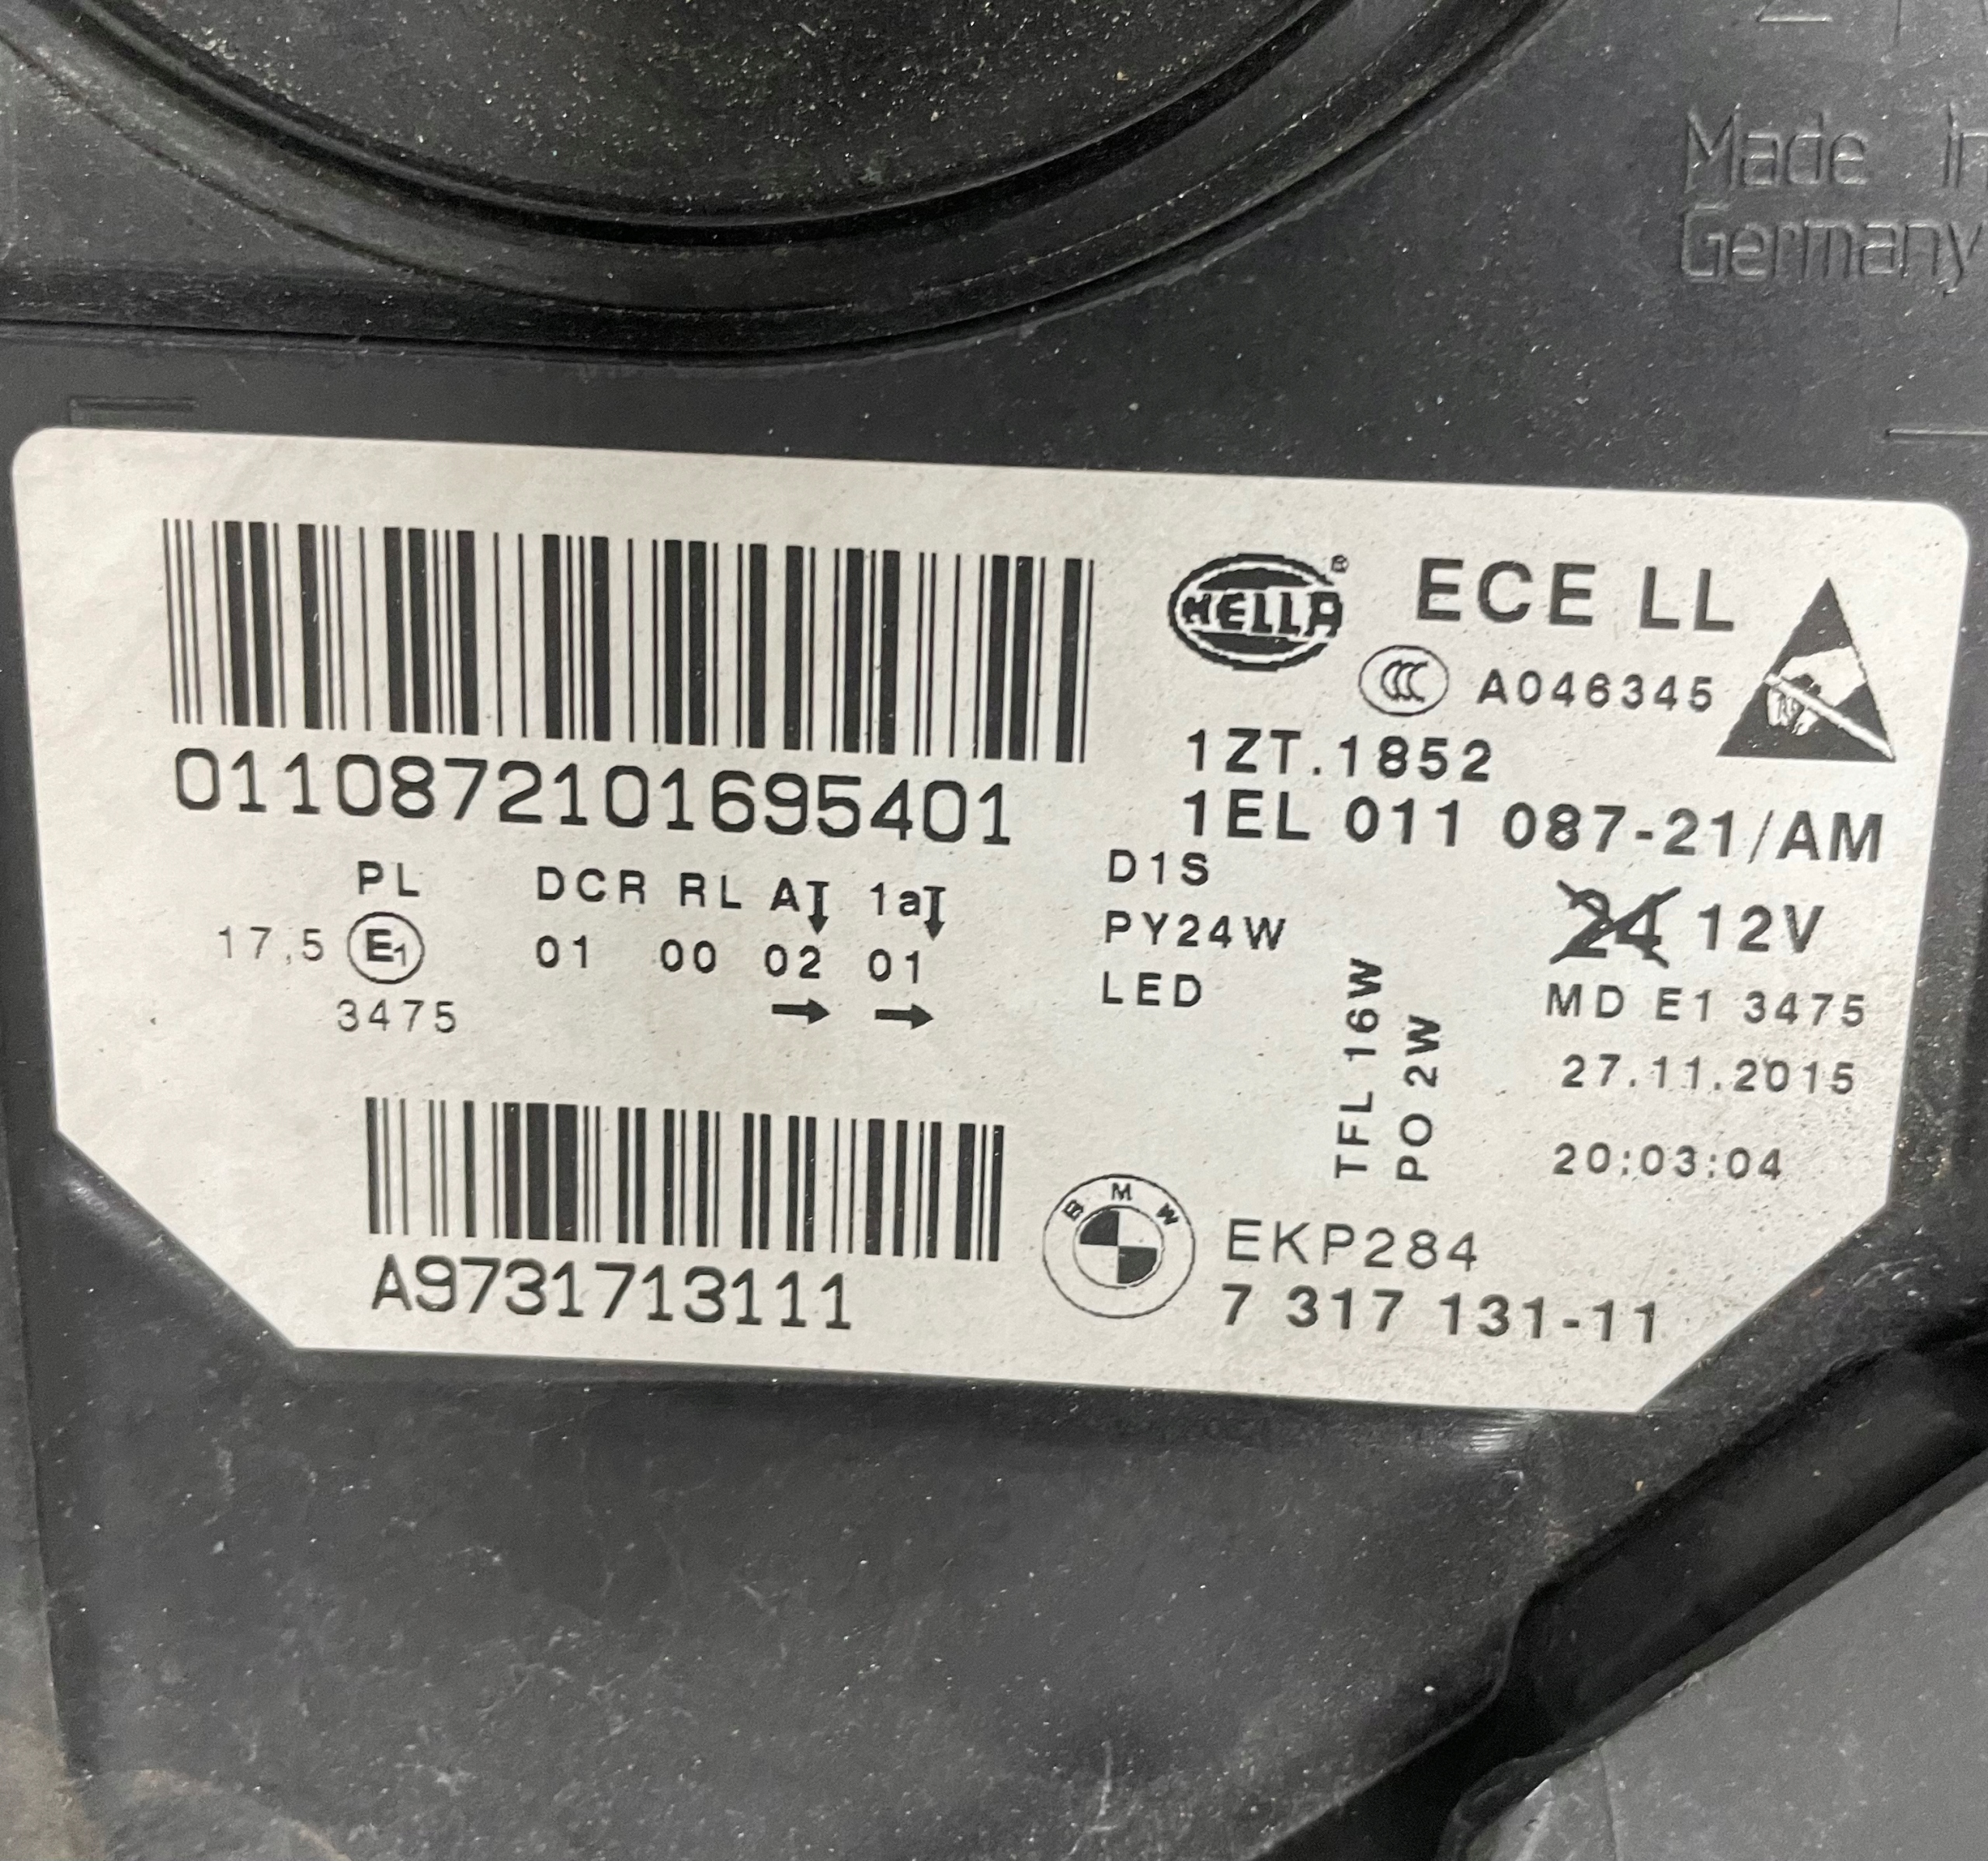 Made in
Germany
HELLA®
ECE LL
CCC A046345
1ZT.1852
1EL 011 087-21/AM
0110872101695401
PL DCR RL A 1a
17,5 E1 01 00 02 01
3475
D1S
PY24W
LED
TFL 16W
PO 2W
24 12V
MD E1 3475
27.11.2015
20:03:04
A9731713111
BMW
EKP284
7 317 131-11